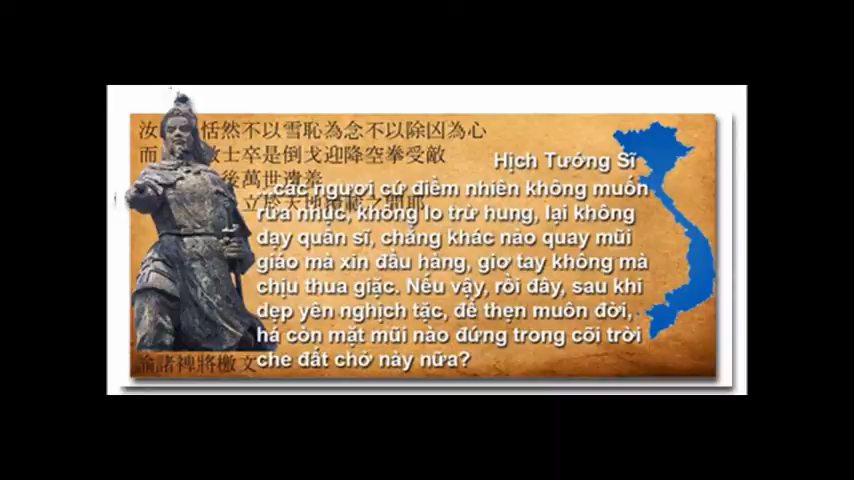 汝 恬然不以雪恥為念不以除凶為心
而 士卒是倒戈迎降空拳受敵
後萬世遺羞
立於天地覆載之間耶
Hịch Tướng Sĩ
...các ngươi cứ điềm nhiên không muốn
rửa nhục, không lo trừ hung, lại không
dạy quân sĩ, chẳng khác nào quay mũi
giáo mà xin đầu hàng, giơ tay không mà
chịu thua giặc. Nếu vậy, rồi đây, sau khi
dẹp yên nghịch tặc, để thẹn muôn đời,
há còn mặt mũi nào đứng trong cõi trời
che đất chở này nữa?
諭諸裨將檄文